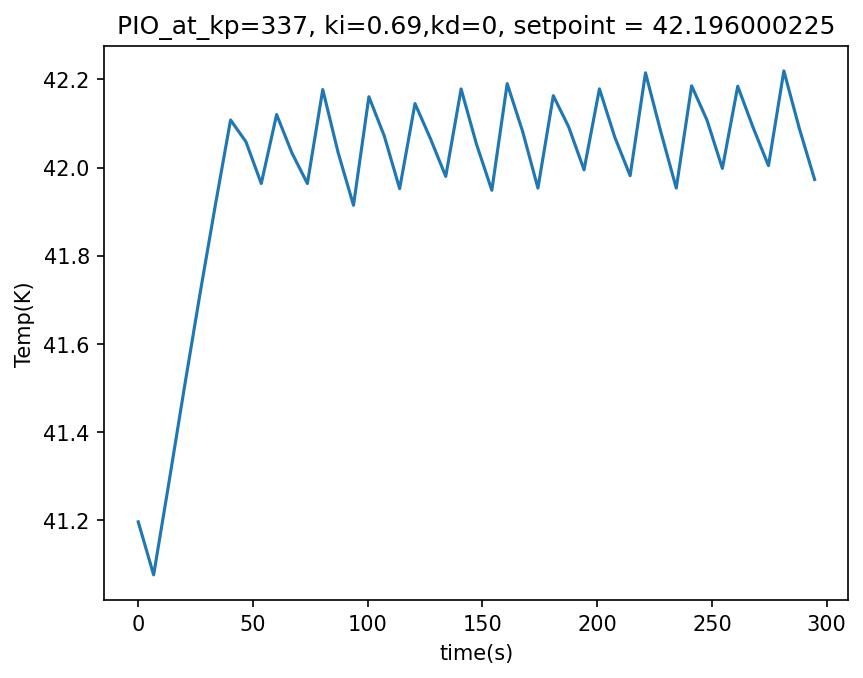 PIO_at_kp=337, ki=0.69,kd=0, setpoint = 42.196000225
42.2
42.0
41.8
41.6
41.4
41.2
Temp(K)
0 50 100 150 200 250 300
time(s)